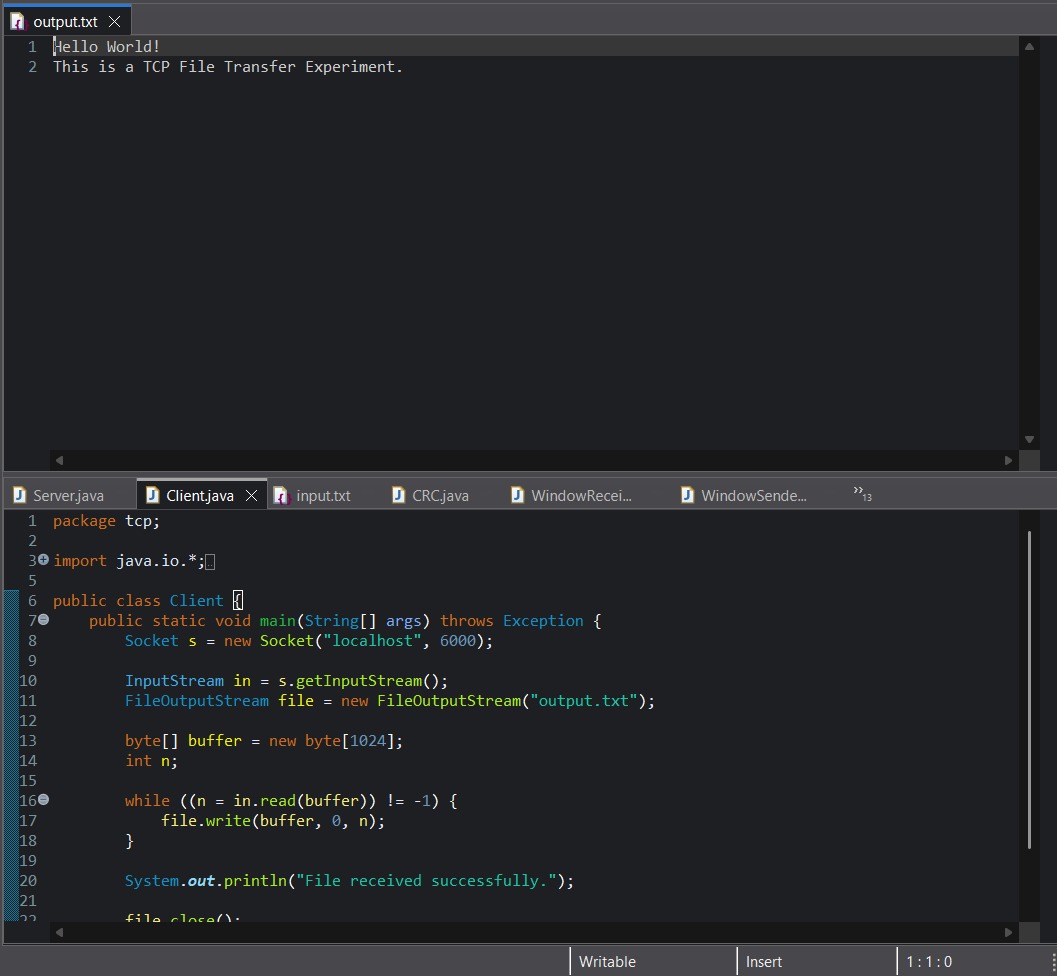 output.txt
1 Hello World!
2 This is a TCP File Transfer Experiment.
Server.java Client.java input.txt CRC.java WindowRecei... WindowSende... »13
1 package tcp;
2
3 import java.io.*;
5
6 public class Client {
7 public static void main(String[] args) throws Exception {
8 Socket s = new Socket("localhost", 6000);
9
10 InputStream in = s.getInputStream();
11 FileOutputStream file = new FileOutputStream("output.txt");
12
13 byte[] buffer = new byte[1024];
14 int n;
15
16 while ((n = in.read(buffer)) != -1) {
17 file.write(buffer, 0, n);
18 }
19
20 System.out.println("File received successfully.");
21
22 file.close();
Writable Insert 1 : 1 : 0